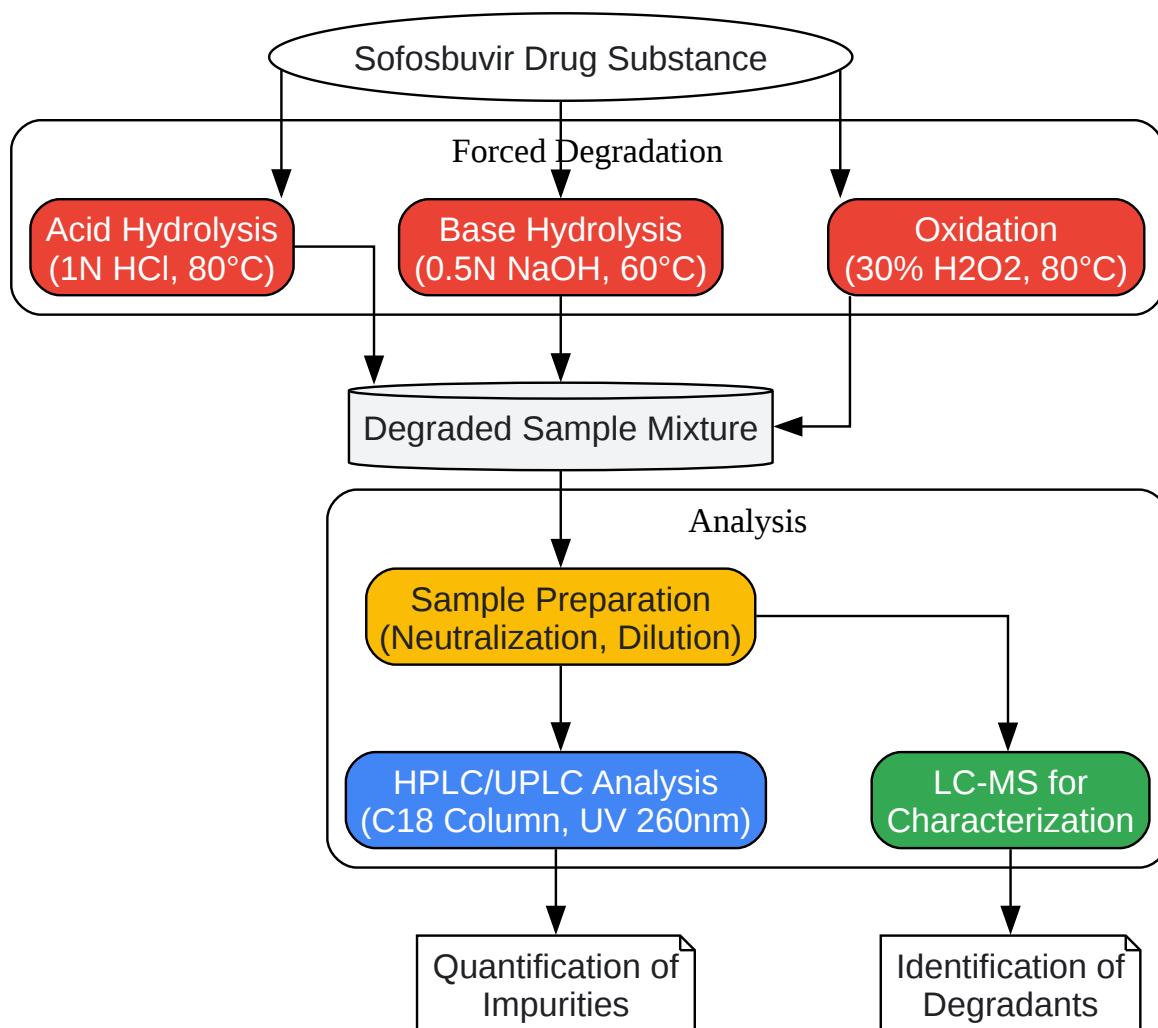 Sofosbuvir Drug Substance
Forced Degradation
Acid Hydrolysis
(1N HCl, 80°C)
Base Hydrolysis
(0.5N NaOH, 60°C)
Oxidation
(30% H2O2, 80°C)
Degraded Sample Mixture
Analysis
Sample Preparation
(Neutralization, Dilution)
HPLC/UPLC Analysis
(C18 Column, UV 260nm)
LC-MS for
Characterization
Quantification of
Impurities
Identification of
Degradants